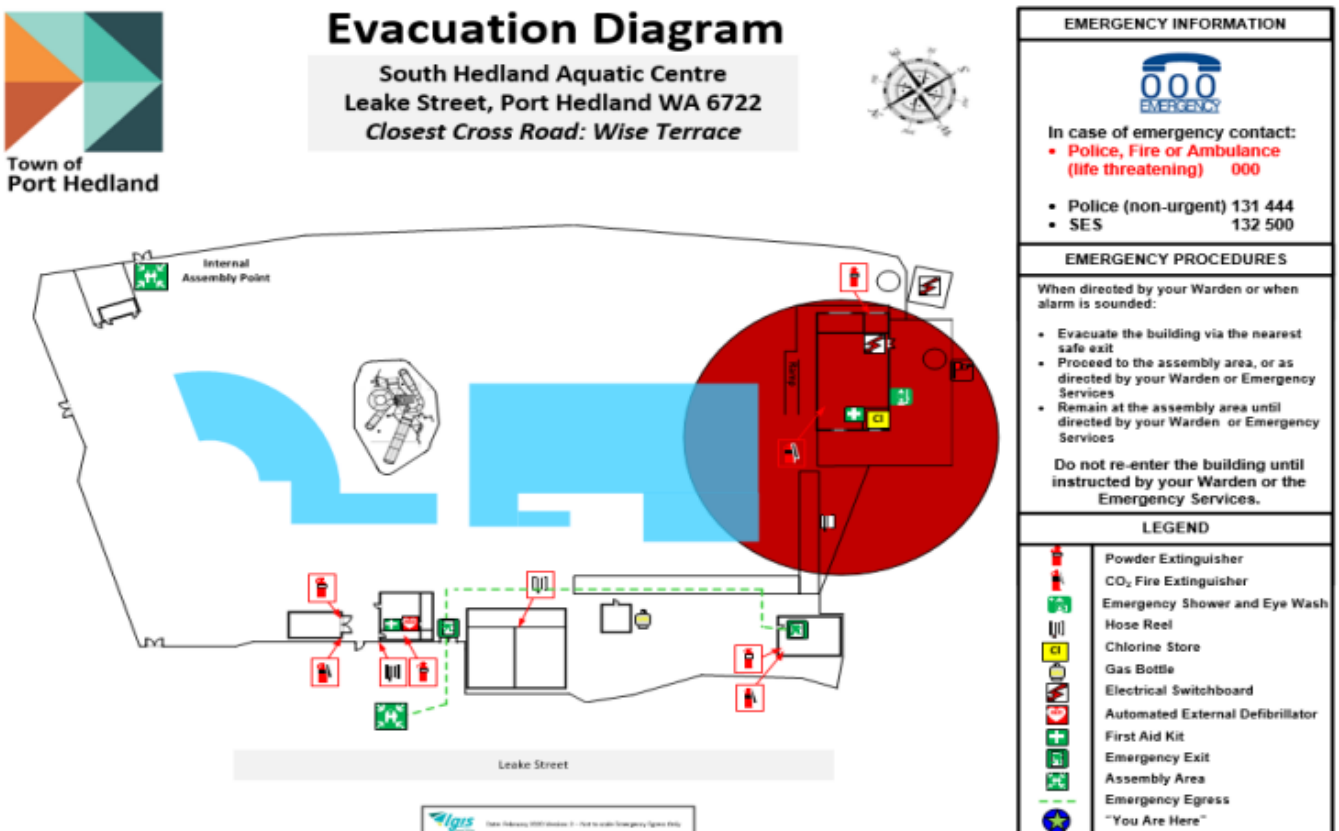 Evacuation Diagram
South Hedland Aquatic Centre
Leake Street, Port Hedland WA 6722
Closest Cross Road: Wise Terrace
Town of
Port Hedland
Internal
Assembly Point
Ramp
Cl
Leake Street
lgis
EMERGENCY INFORMATION
000
EMERGENCY
In case of emergency contact:
• Police, Fire or Ambulance
(life threatening) 000
• Police (non-urgent) 131 444
• SES 132 500
EMERGENCY PROCEDURES
When directed by your Warden or when
alarm is sounded:
• Evacuate the building via the nearest
safe exit
• Proceed to the assembly area, or as
directed by your Warden or Emergency
Services
• Remain at the assembly area until
directed by your Warden or Emergency
Services
Do not re-enter the building until
instructed by your Warden or the
Emergency Services.
LEGEND
Powder Extinguisher
CO₂ Fire Extinguisher
Emergency Shower and Eye Wash
Hose Reel
Cl Chlorine Store
Gas Bottle
Electrical Switchboard
Automated External Defibrillator
First Aid Kit
Emergency Exit
Assembly Area
Emergency Egress
"You Are Here"